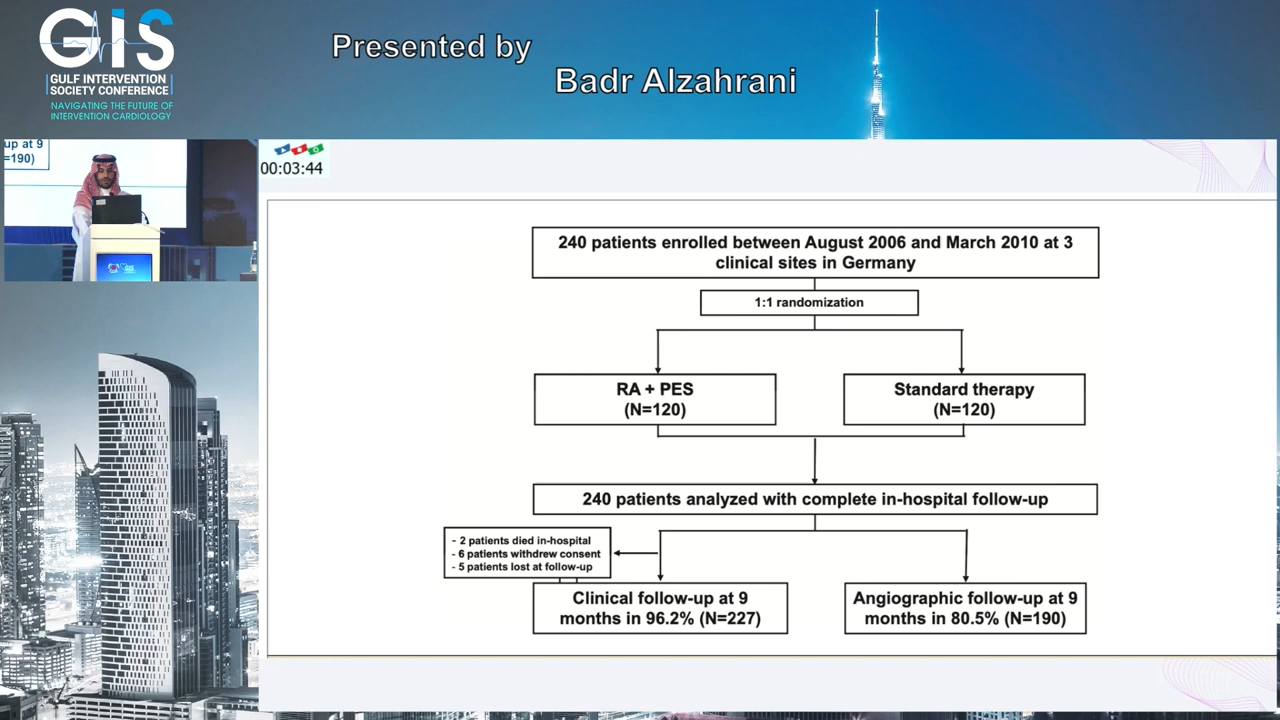 GIS
GULF INTERVENTION
SOCIETY CONFERENCE
NAVIGATING THE FUTURE OF
INTERVENTION CARDIOLOGY
Presented by
Badr Alzahrani
up at 9
=190)
00:03:44
240 patients enrolled between August 2006 and March 2010 at 3
clinical sites in Germany
1:1 randomization
RA + PES
(N=120)
Standard therapy
(N=120)
240 patients analyzed with complete in-hospital follow-up
- 2 patients died in-hospital
- 6 patients withdrew consent
- 5 patients lost at follow-up
Clinical follow-up at 9
months in 96.2% (N=227)
Angiographic follow-up at 9
months in 80.5% (N=190)